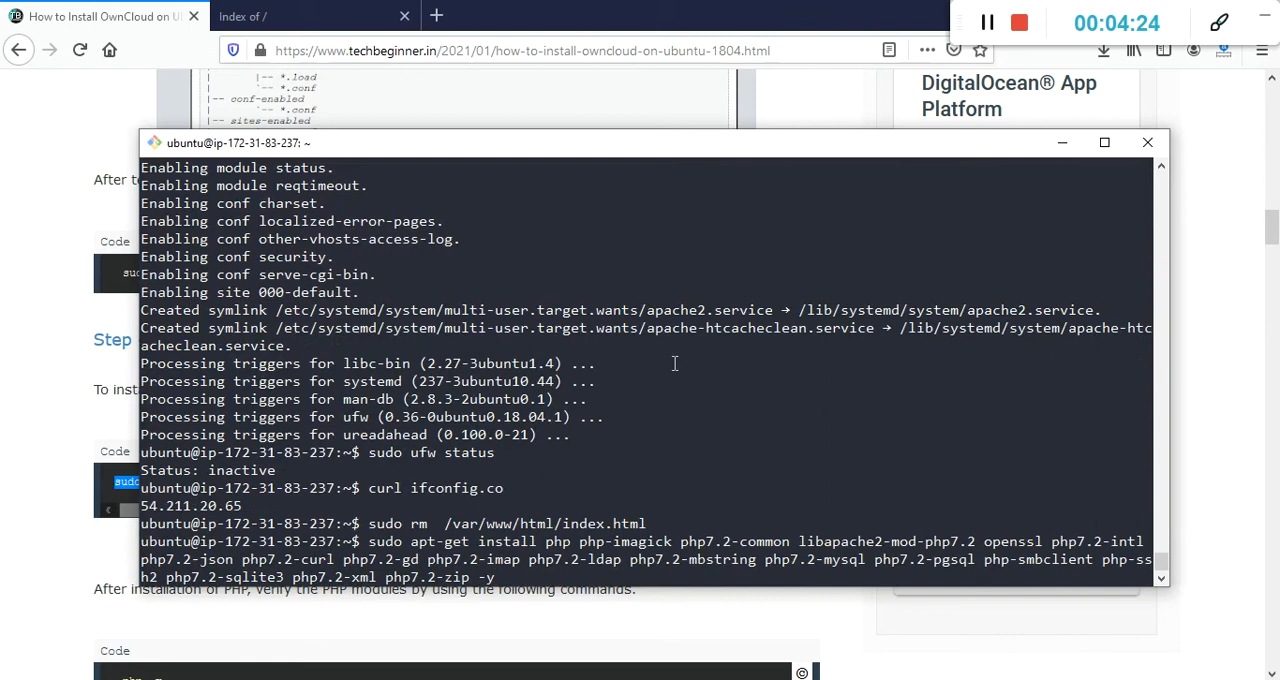 How to Install OwnCloud on U
Index of /
00:04:24
https://www.techbeginner.in/2021/01/how-to-install-owncloud-on-ubuntu-1804.html
|       |-- *.load
|       `-- *.conf
|-- conf-enabled
|       `-- *.conf
|-- sites-enabled
DigitalOcean® App
Platform
ubuntu@ip-172-31-83-237: ~
After
Code
Step
To inst
Code
sudo
Enabling module status.
Enabling module reqtimeout.
Enabling conf charset.
Enabling conf localized-error-pages.
Enabling conf other-vhosts-access-log.
Enabling conf security.
Enabling conf serve-cgi-bin.
Enabling site 000-default.
Created symlink /etc/systemd/system/multi-user.target.wants/apache2.service → /lib/systemd/system/apache2.service.
Created symlink /etc/systemd/system/multi-user.target.wants/apache-htcacheclean.service → /lib/systemd/system/apache-htc
acheclean.service.
Processing triggers for libc-bin (2.27-3ubuntu1.4) ...
Processing triggers for systemd (237-3ubuntu10.44) ...
Processing triggers for man-db (2.8.3-2ubuntu0.1) ...
Processing triggers for ufw (0.36-0ubuntu0.18.04.1) ...
Processing triggers for ureadahead (0.100.0-21) ...
ubuntu@ip-172-31-83-237:~$ sudo ufw status
Status: inactive
ubuntu@ip-172-31-83-237:~$ curl ifconfig.co
54.211.20.65
ubuntu@ip-172-31-83-237:~$ sudo rm  /var/www/html/index.html
ubuntu@ip-172-31-83-237:~$ sudo apt-get install php php-imagick php7.2-common libapache2-mod-php7.2 openssl php7.2-intl
php7.2-json php7.2-curl php7.2-gd php7.2-imap php7.2-ldap php7.2-mbstring php7.2-mysql php7.2-pgsql php-smbclient php-ss
h2 php7.2-sqlite3 php7.2-xml php7.2-zip -y
After installation of PHP, verify the PHP modules by using the following commands.
Code